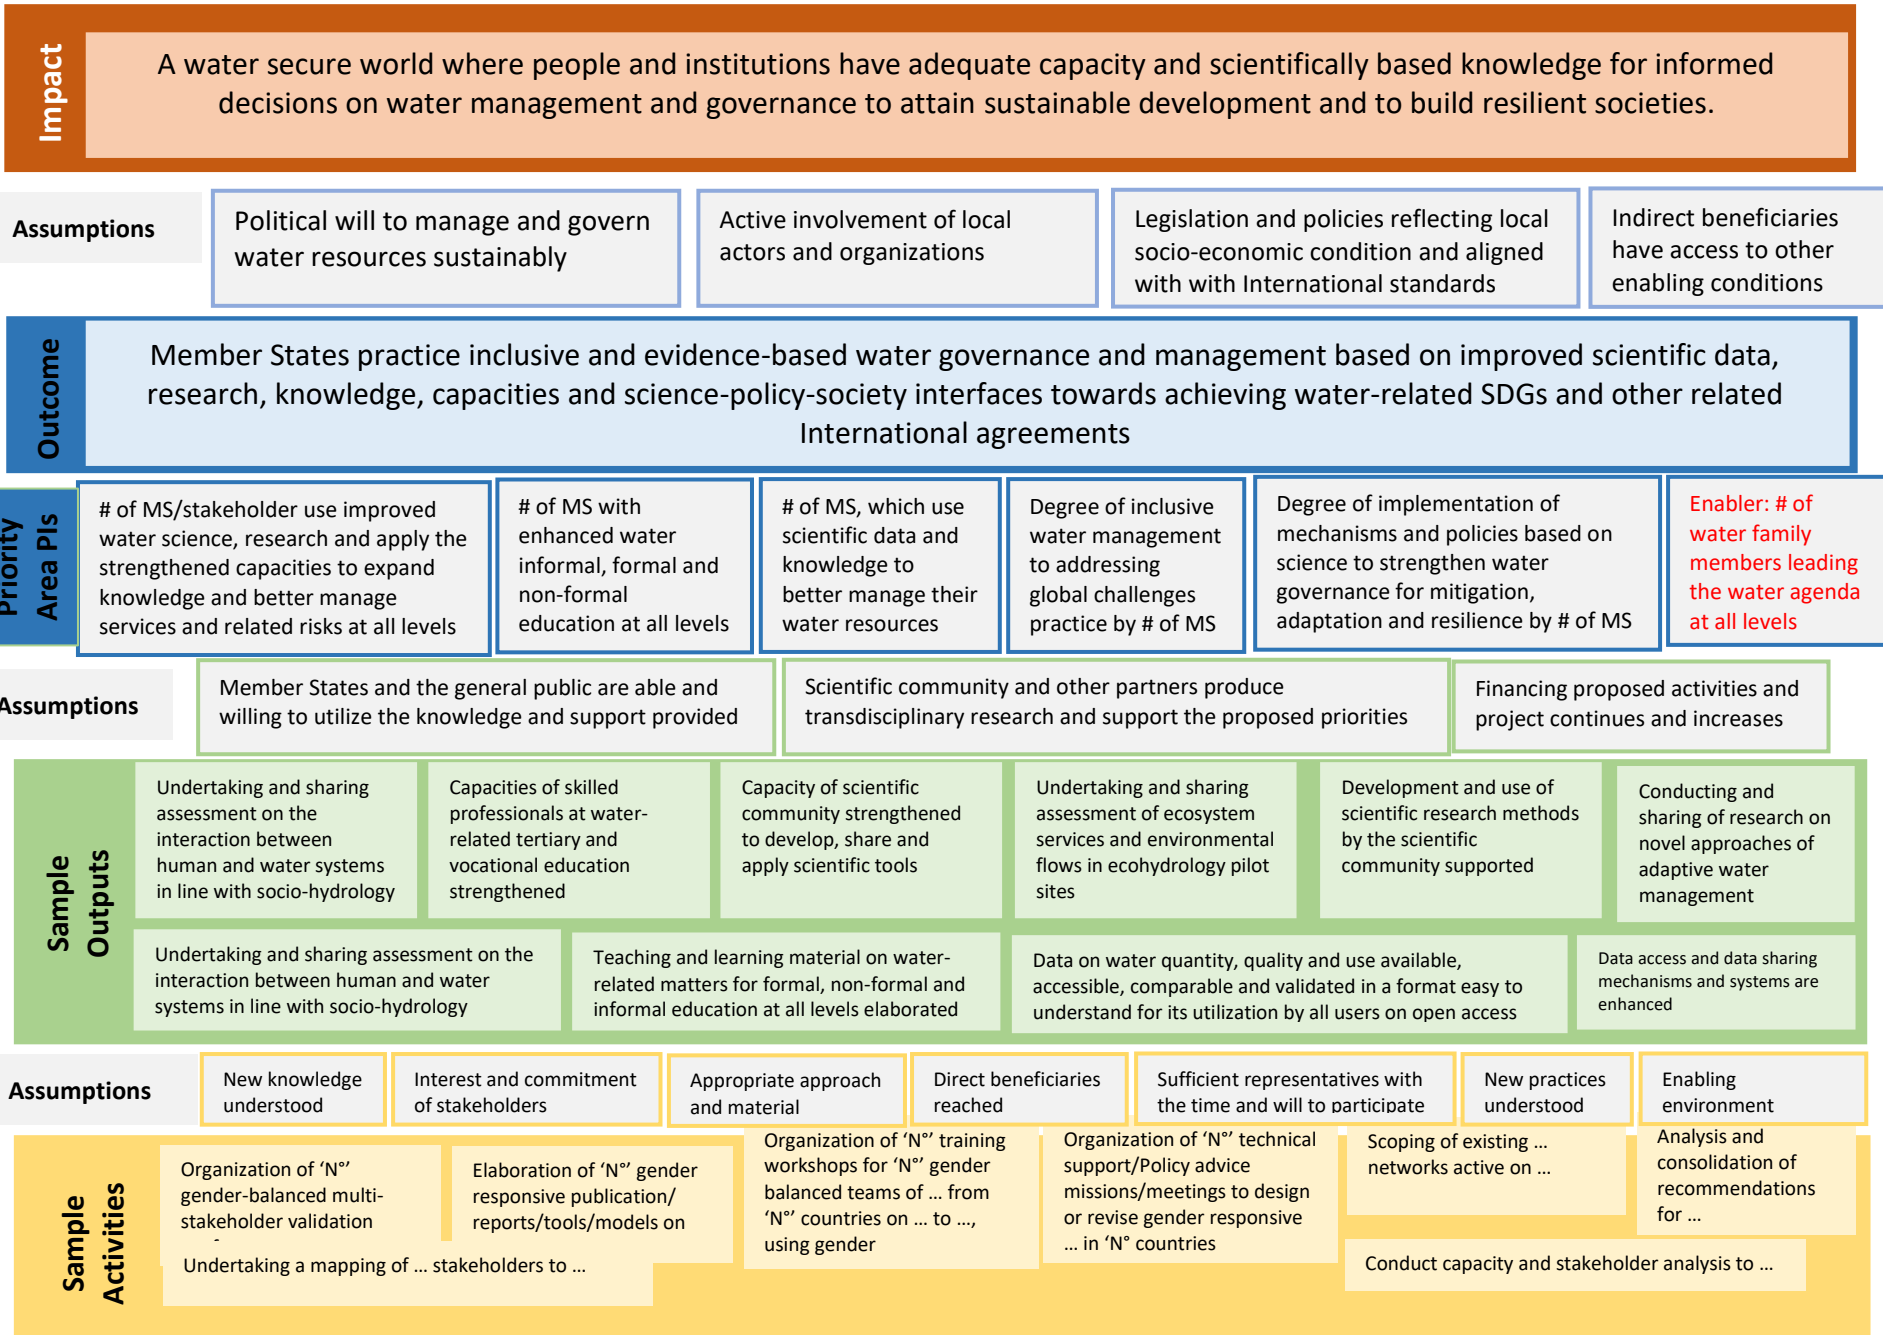 Impact
A water secure world where people and institutions have adequate capacity and scientifically based knowledge for informed
decisions on water management and governance to attain sustainable development and to build resilient societies.
Assumptions
Political will to manage and govern
water resources sustainably
Active involvement of local
actors and organizations
Legislation and policies reflecting local
socio-economic condition and aligned
with with International standards
Indirect beneficiaries
have access to other
enabling conditions
Outcome
Member States practice inclusive and evidence-based water governance and management based on improved scientific data,
research, knowledge, capacities and science-policy-society interfaces towards achieving water-related SDGs and other related
International agreements
Priority
Area PIs
# of MS/stakeholder use improved
water science, research and apply the
strengthened capacities to expand
knowledge and better manage
services and related risks at all levels
# of MS with
enhanced water
informal, formal and
non-formal
education at all levels
# of MS, which use
scientific data and
knowledge to
better manage their
water resources
Degree of inclusive
water management
to addressing
global challenges
practice by # of MS
Degree of implementation of
mechanisms and policies based on
science to strengthen water
governance for mitigation,
adaptation and resilience by # of MS
Enabler: # of
water family
members leading
the water agenda
at all levels
Assumptions
Member States and the general public are able and
willing to utilize the knowledge and support provided
Scientific community and other partners produce
transdisciplinary research and support the proposed priorities
Financing proposed activities and
project continues and increases
Sample
Outputs
Undertaking and sharing
assessment on the
interaction between
human and water systems
in line with socio-hydrology
Capacities of skilled
professionals at water-
related tertiary and
vocational education
strengthened
Capacity of scientific
community strengthened
to develop, share and
apply scientific tools
Undertaking and sharing
assessment of ecosystem
services and environmental
flows in ecohydrology pilot
sites
Development and use of
scientific research methods
by the scientific
community supported
Conducting and
sharing of research on
novel approaches of
adaptive water
management
Undertaking and sharing assessment on the
interaction between human and water
systems in line with socio-hydrology
Teaching and learning material on water-
related matters for formal, non-formal and
informal education at all levels elaborated
Data on water quantity, quality and use available,
accessible, comparable and validated in a format easy to
understand for its utilization by all users on open access
Data access and data sharing
mechanisms and systems are
enhanced
Assumptions
New knowledge
understood
Interest and commitment
of stakeholders
Appropriate approach
and material
Direct beneficiaries
reached
Sufficient representatives with
the time and will to participate
New practices
understood
Enabling
environment
Sample
Activities
Organization of ‘N°’
gender-balanced multi-
stakeholder validation
Elaboration of ‘N°’ gender
responsive publication/
reports/tools/models on
Organization of ‘N°’ training
workshops for ‘N°’ gender
balanced teams of … from
‘N°’ countries on … to …,
using gender
Organization of ‘N°’ technical
support/Policy advice
missions/meetings to design
or revise gender responsive
… in ‘N° countries
Scoping of existing …
networks active on …
Analysis and
consolidation of
recommendations
for …
Undertaking a mapping of … stakeholders to …
Conduct capacity and stakeholder analysis to …